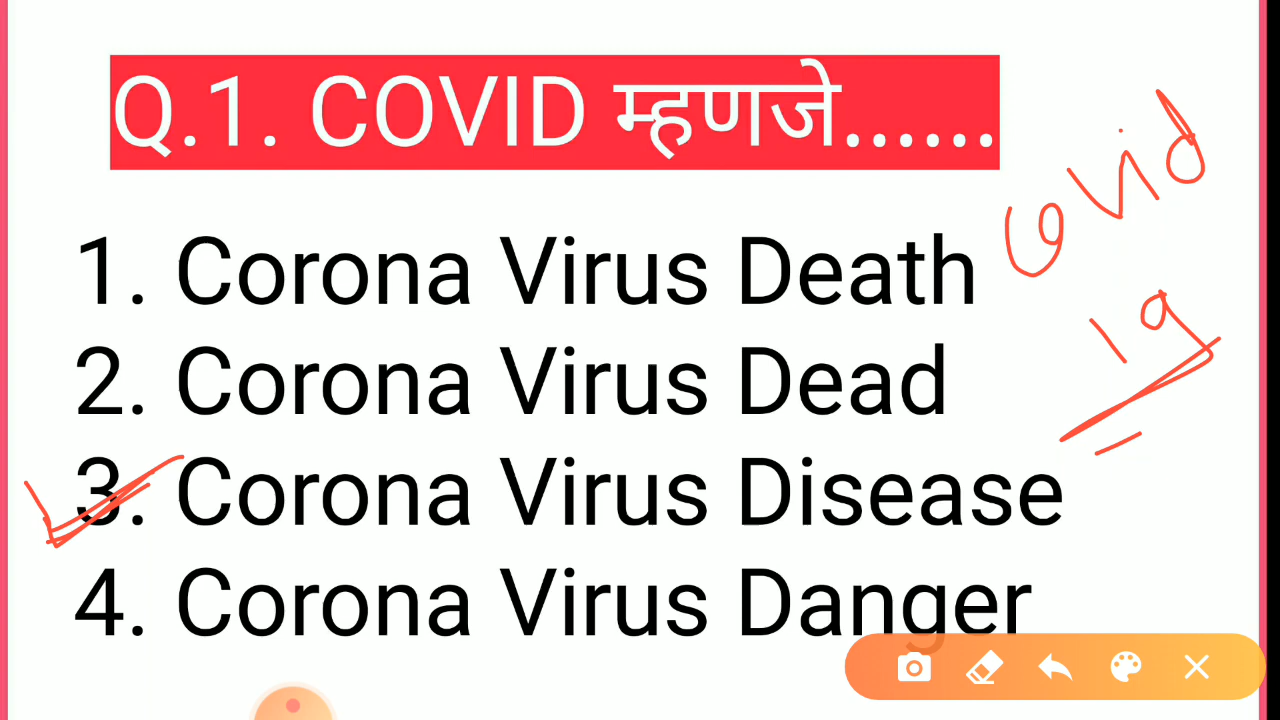 Q.1. COVID म्हणजे......
1. Corona Virus Death
2. Corona Virus Dead
3. Corona Virus Disease
4. Corona Virus Danger
Covid
19